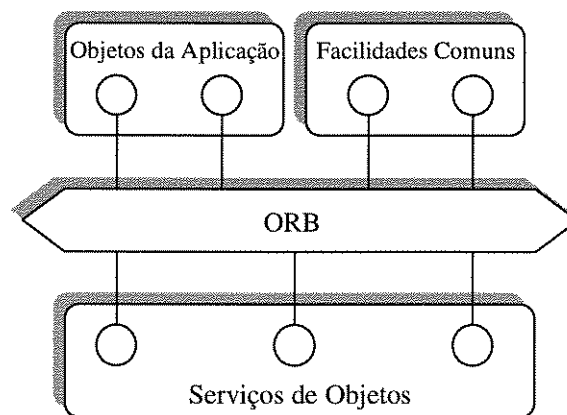 Objetos da Aplicação
Facilidades Comuns
ORB
Serviços de Objetos